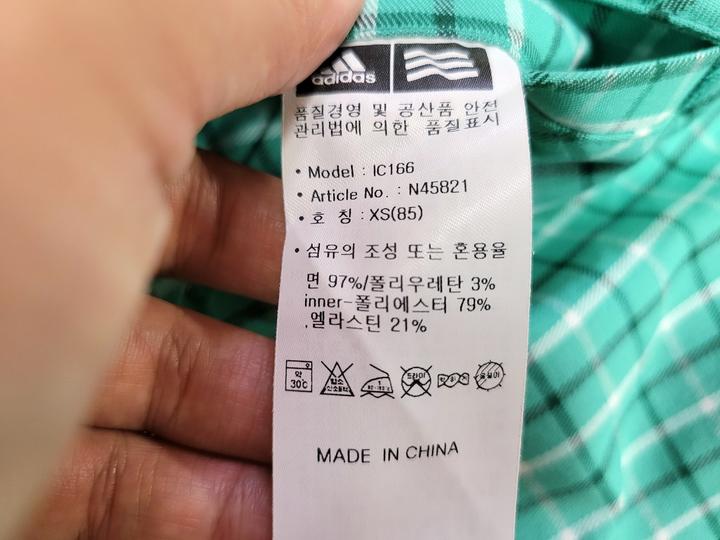 adidas
품질경영 및 공산품 안전
관리법에 의한 품질표시
• Model : IC166
• Article No. : N45821
• 호 칭 : XS(85)
• 섬유의 조성 또는 혼용율
면 97%/폴리우레탄 3%
inner-폴리에스터 79%
.엘라스틴 21%
약 30℃
드라이
MADE IN CHINA